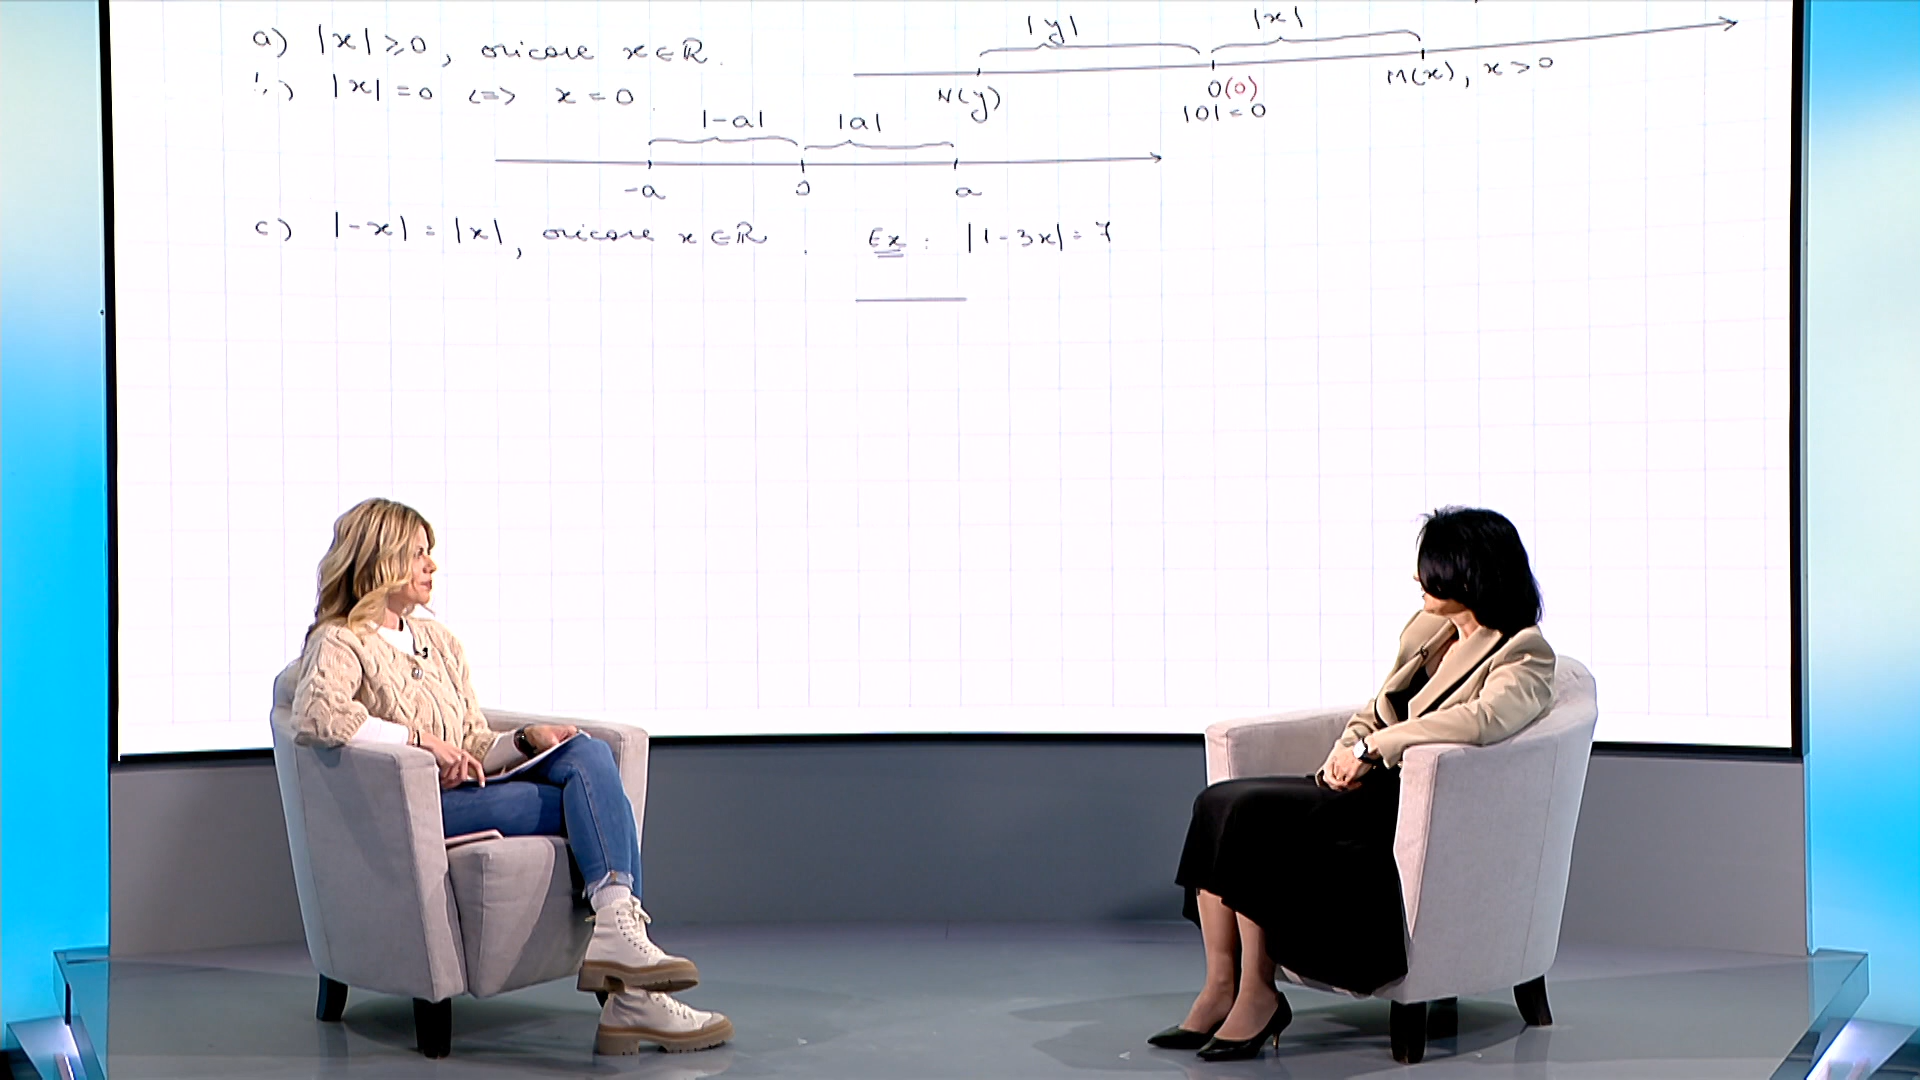 a) |x| ⩾ 0, oricare x ∈ ℝ.
|y| |x|
N(y) O(0) M(x), x > 0
|0| = 0
b) |x| = 0 <=> x = 0.
|-a| |a|
-a 0 a
c) |-x| = |x|, oricare x ∈ ℝ. Ex: |1-3x| = 7